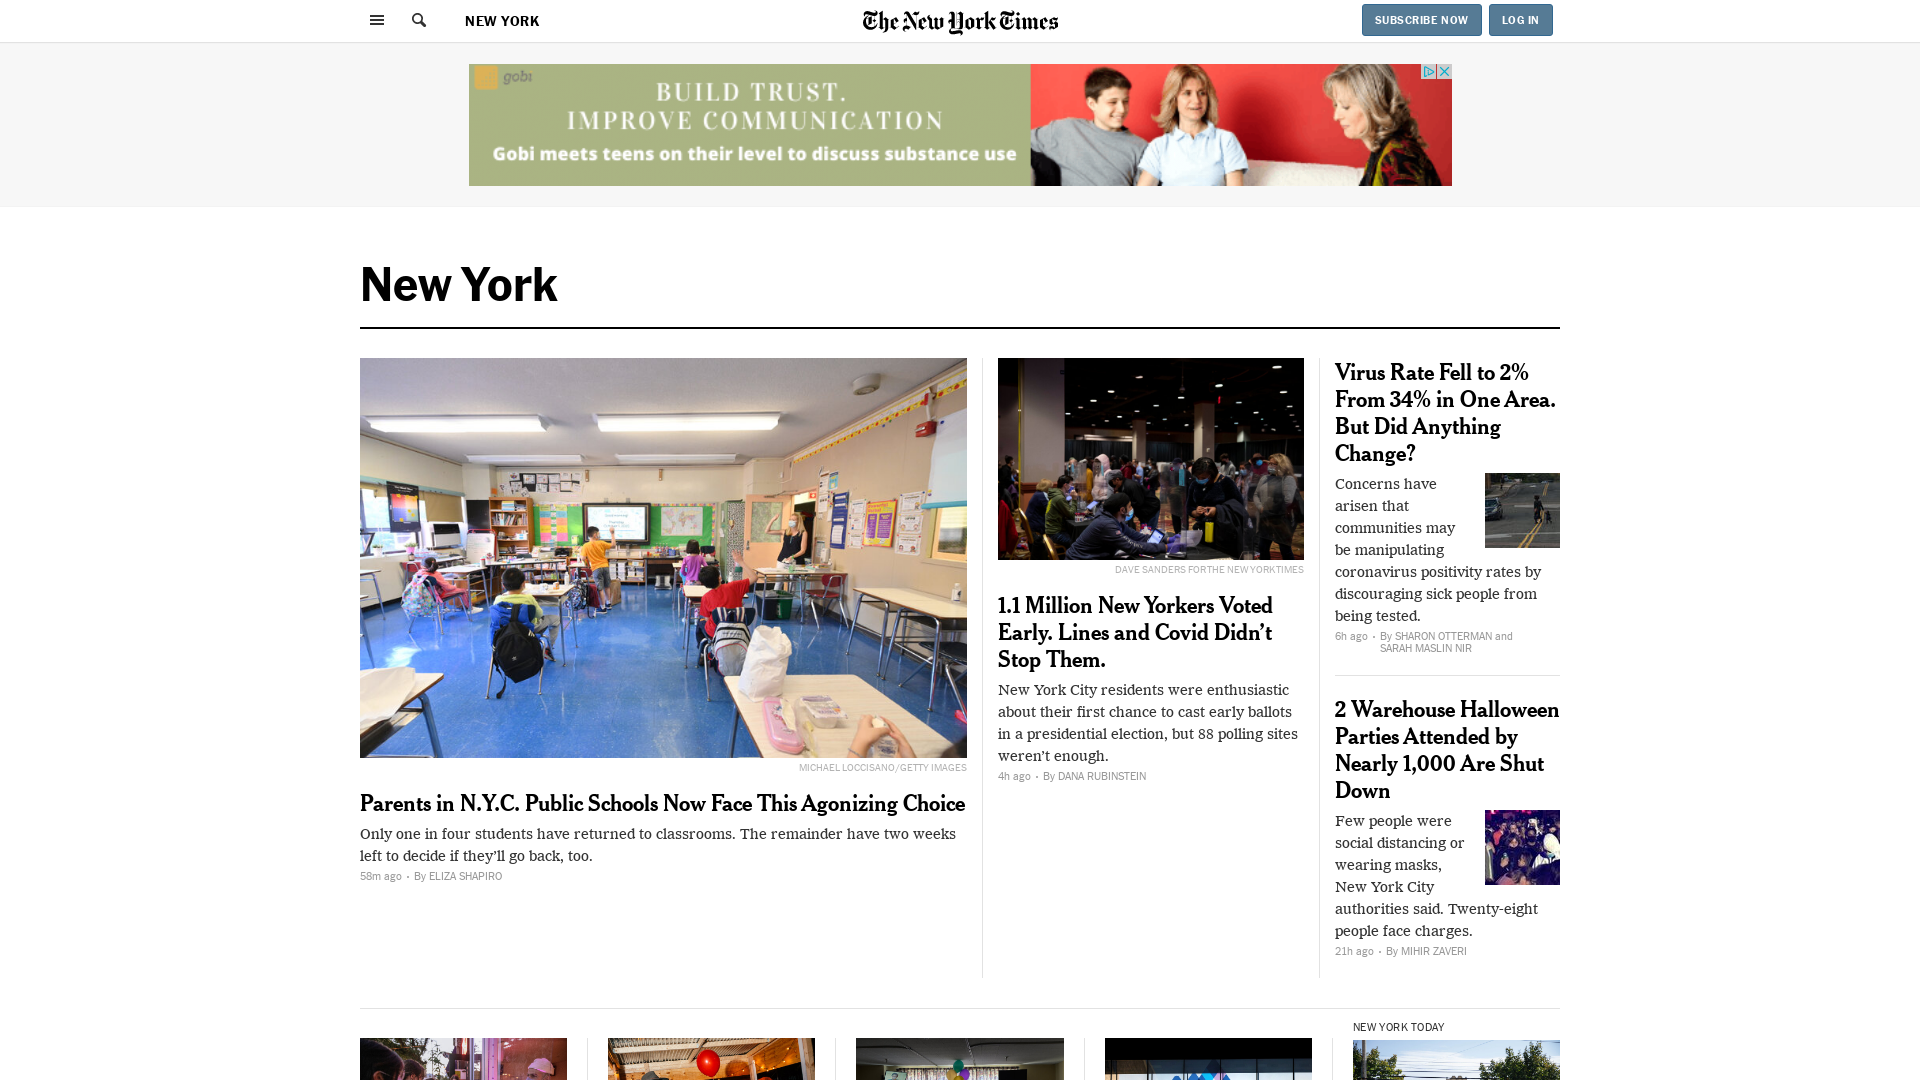 NEW YORK
The New York Times
SUBSCRIBE NOW
LOG IN
gobi
BUILD TRUST.
IMPROVE COMMUNICATION
Gobi meets teens on their level to discuss substance use
New York
MICHAEL LOCCISANO/GETTY IMAGES
Parents in N.Y.C. Public Schools Now Face This Agonizing Choice
Only one in four students have returned to classrooms. The remainder have two weeks
left to decide if they’ll go back, too.
58m ago • By ELIZA SHAPIRO
DAVE SANDERS FOR THE NEW YORK TIMES
1.1 Million New Yorkers Voted
Early. Lines and Covid Didn’t
Stop Them.
New York City residents were enthusiastic
about their first chance to cast early ballots
in a presidential election, but 88 polling sites
weren’t enough.
4h ago • By DANA RUBINSTEIN
Virus Rate Fell to 2%
From 34% in One Area.
But Did Anything
Change?
Concerns have
arisen that
communities may
be manipulating
coronavirus positivity rates by
discouraging sick people from
being tested.
6h ago • By SHARON OTTERMAN and
SARAH MASLIN NIR
2 Warehouse Halloween
Parties Attended by
Nearly 1,000 Are Shut
Down
Few people were
social distancing or
wearing masks,
New York City
authorities said. Twenty-eight
people face charges.
21h ago • By MIHIR ZAVERI
NEW YORK TODAY